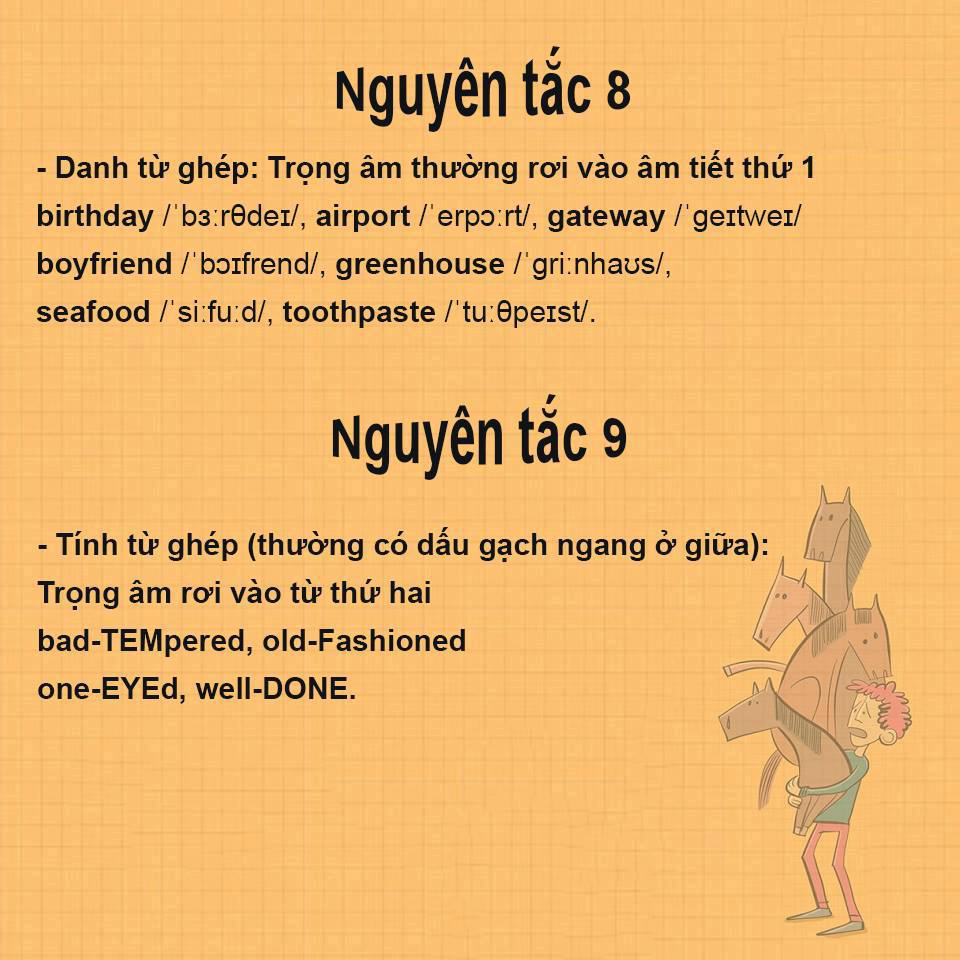 Nguyên tắc 8
- Danh từ ghép: Trọng âm thường rơi vào âm tiết thứ 1
birthday /ˈbɜːrθdeɪ/, airport /ˈerpɔːrt/, gateway /ˈɡeɪtweɪ/
boyfriend /ˈbɔɪfrend/, greenhouse /ˈɡriːnhaʊs/,
seafood /ˈsiːfuːd/, toothpaste /ˈtuːθpeɪst/.
Nguyên tắc 9
- Tính từ ghép (thường có dấu gạch ngang ở giữa):
Trọng âm rơi vào từ thứ hai
bad-TEMpered, old-Fashioned
one-EYEd, well-DONE.